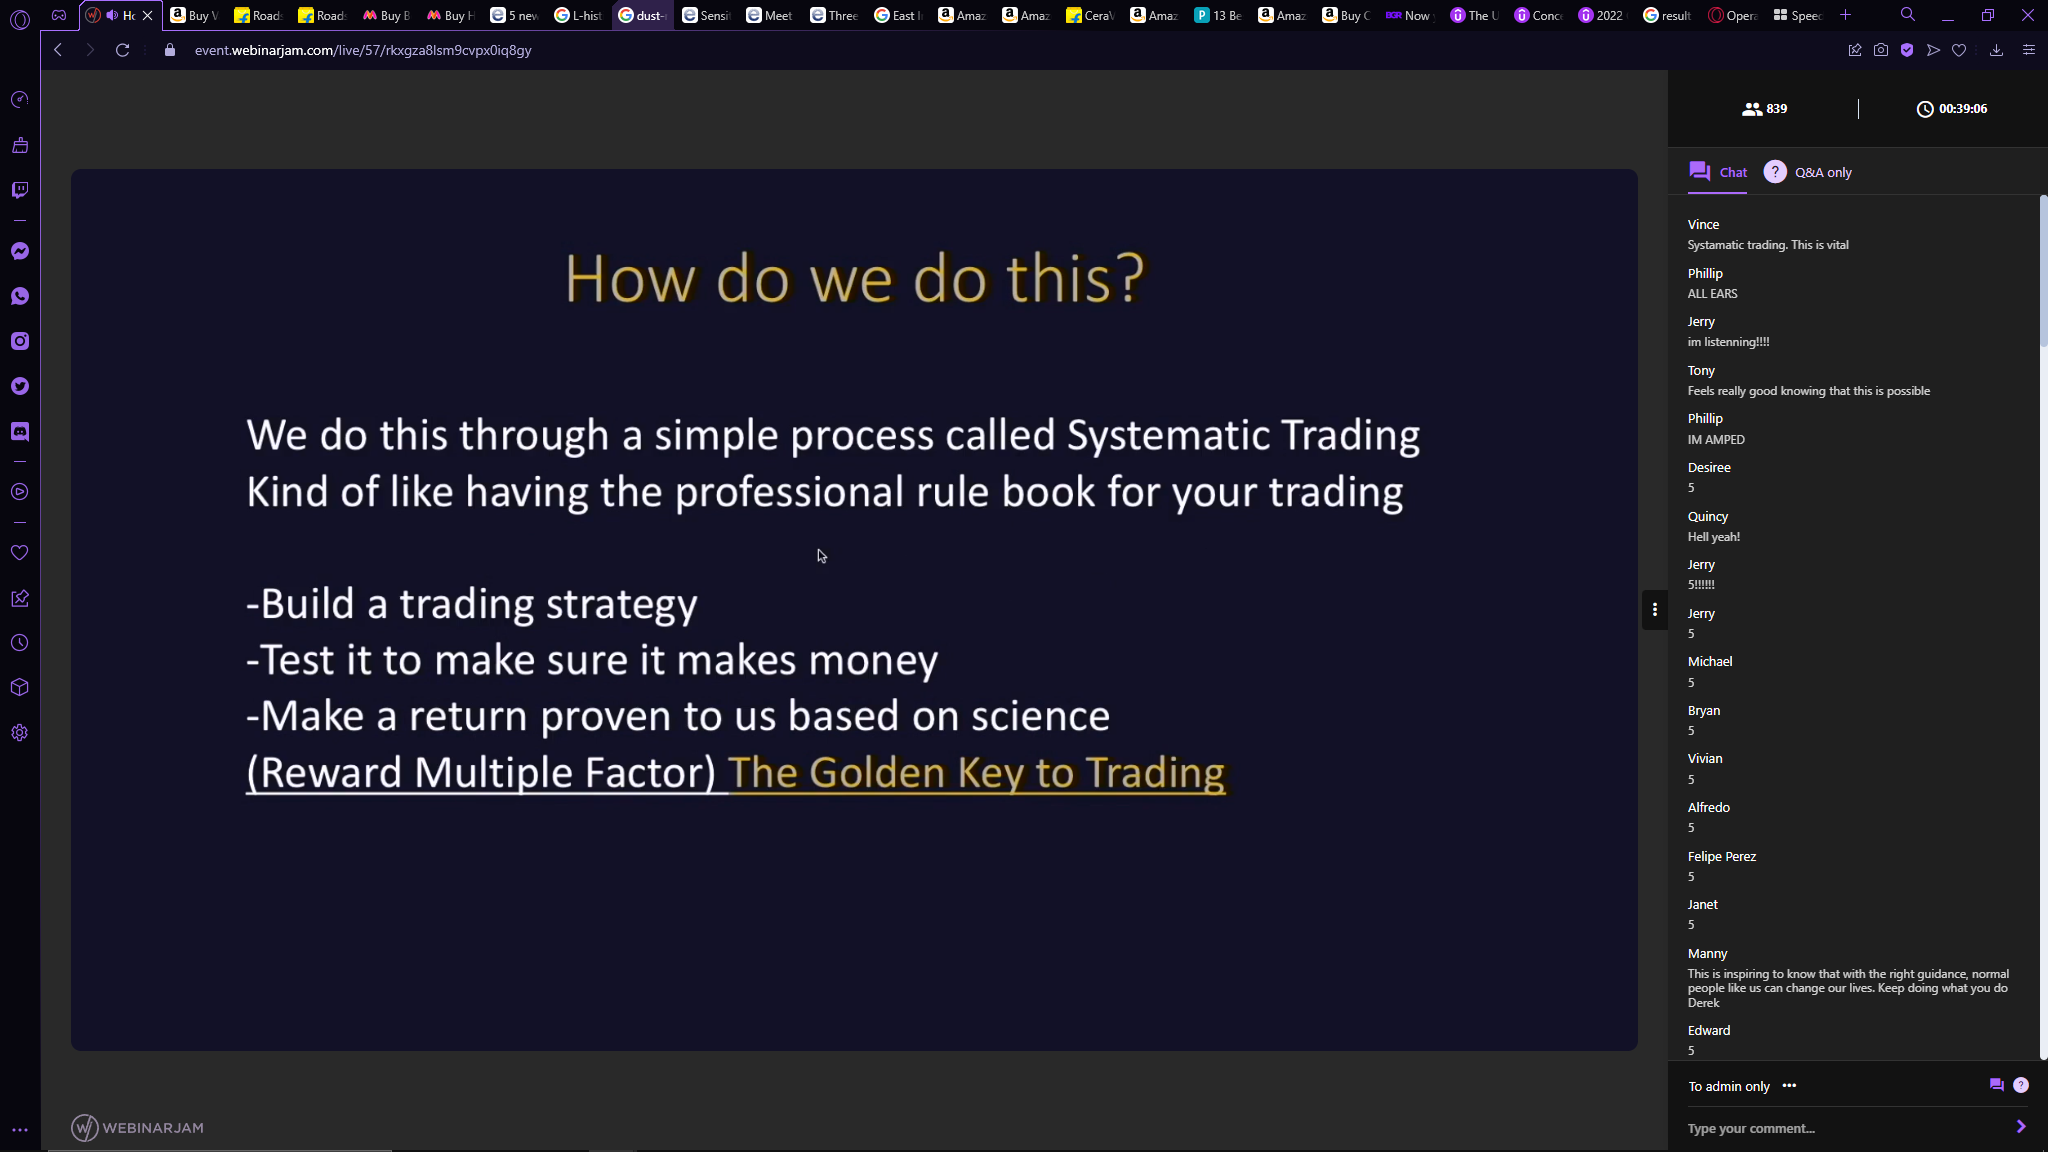 Ho
Buy V
Roads
Roads
Buy B
Buy H
5 new
L-hist
dust-
Sensit
Meet
Three
East I
Amaz
Amaz
CeraV
Amaz
13 Be
Amaz
Buy C
Now
The U
Conc
2022
result
Opera
Speed
event.webinarjam.com/live/57/rkxgza8lsm9cvpx0iq8gy
839
00:39:06
Chat
Q&A only
How do we do this?
We do this through a simple process called Systematic Trading
Kind of like having the professional rule book for your trading
-Build a trading strategy
-Test it to make sure it makes money
-Make a return proven to us based on science
(Reward Multiple Factor) The Golden Key to Trading
WEBINARJAM
Vince
Systamatic trading. This is vital
Phillip
ALL EARS
Jerry
im listenning!!!!
Tony
Feels really good knowing that this is possible
Phillip
IM AMPED
Desiree
5
Quincy
Hell yeah!
Jerry
5!!!!!!
Jerry
5
Michael
5
Bryan
5
Vivian
5
Alfredo
5
Felipe Perez
5
Janet
5
Manny
This is inspiring to know that with the right guidance, normal
people like us can change our lives. Keep doing what you do
Derek
Edward
5
To admin only
Type your comment...